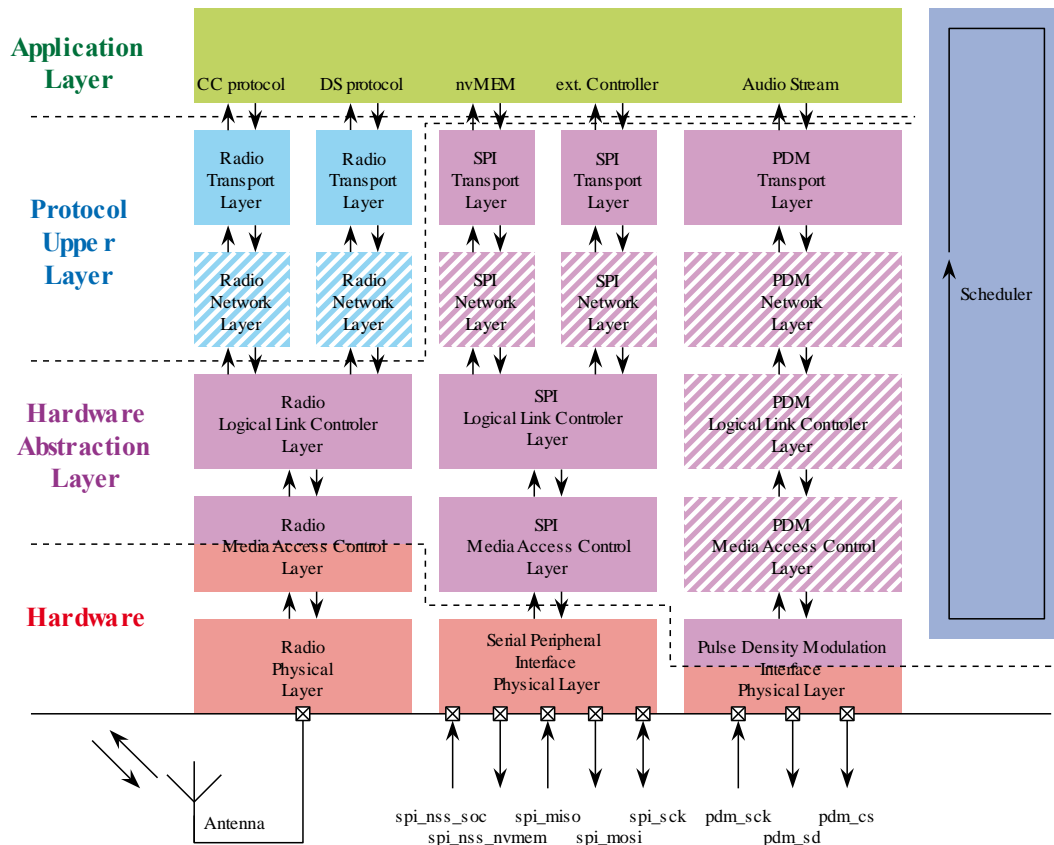 Application
Layer
CC protocol
DS protocol
nvMEM
ext. Controller
Audio Stream
Protocol
Upper
Layer
Radio
Transport
Layer
Radio
Transport
Layer
SPI
Transport
Layer
SPI
Transport
Layer
PDM
Transport
Layer
Radio
Network
Layer
Radio
Network
Layer
SPI
Network
Layer
SPI
Network
Layer
PDM
Network
Layer
Scheduler
Hardware
Abstraction
Layer
Radio
Logical Link Controler
Layer
SPI
Logical Link Controler
Layer
PDM
Logical Link Controler
Layer
Radio
Media Access Control
Layer
SPI
Media Access Control
Layer
PDM
Media Access Control
Layer
Hardware
Radio
Physical
Layer
Serial Peripheral
Interface
Physical Layer
Pulse Density Modulation
Interface
Physical Layer
Antenna
spi_nss_soc
spi_nss_nvmem
spi_miso
spi_mosi
spi_sck
pdm_sck
pdm_sd
pdm_cs